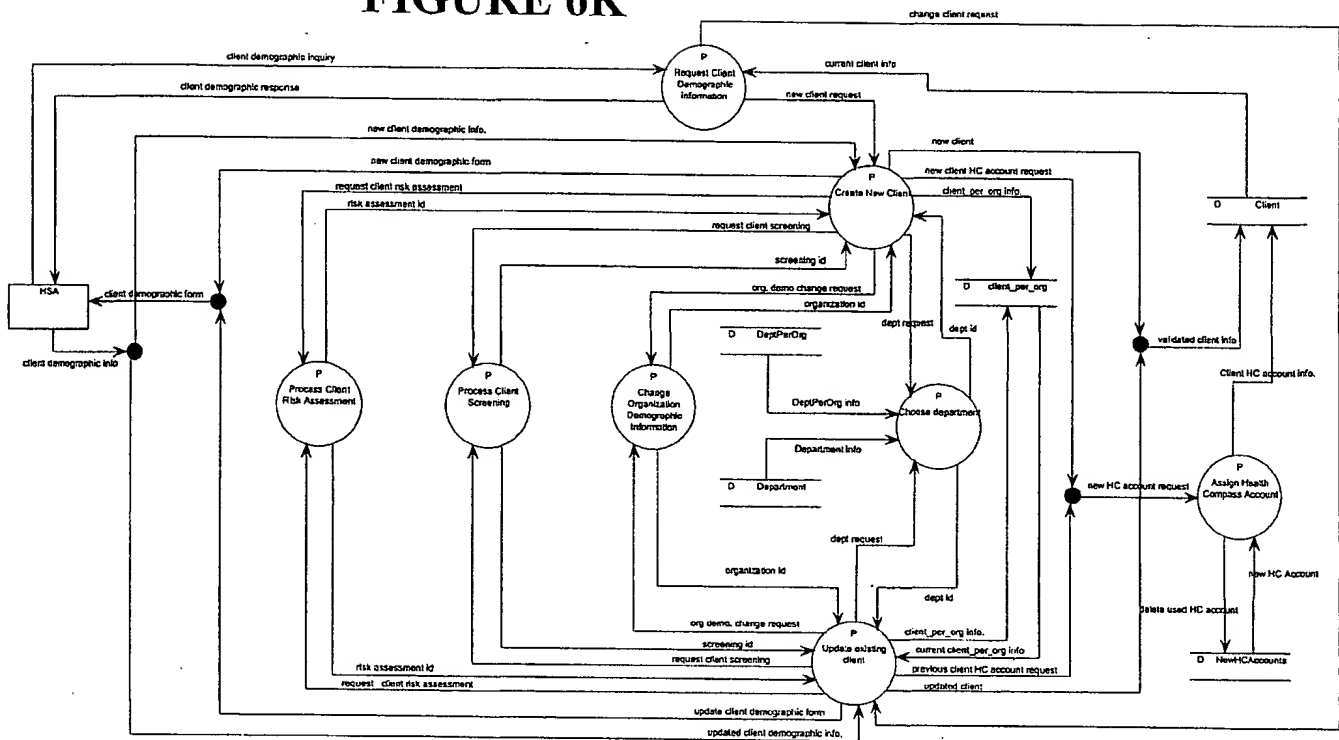 FIGURE 6K
change client request
client demographic inquiry
P
Request Client
Demographic
Information
current client info
client demographic response
new client request
new client demographic info.
new client
new client demographic form
P
Create New Client
new client HC account request
request client risk assessment
client_per_org info.
risk assessment id
request client screening
D Client
screening id
HSA
client demographic form
org. demo change request
D client_per_org
organization id
dept request
dept id
D DeptPerOrg
validated client info
client demographic info
P
Process Client
Risk Assessment
P
Process Client
Screening
P
Change
Organization
Demographic
Information
P
Choose department
Client HC account info.
DeptPerOrg info
Department info
D Department
new HC account request
P
Assign Health
Compass Account
dept request
organization id
dept id
new HC Account
delete used HC account
org demo. change request
P
Update existing
client
client_per_org info.
screening id
current client_per_org info
request client screening
D NewHCAccounts
risk assessment id
previous client HC account request
request client risk assessment
updated client
update client demographic form
updated client demographic info.